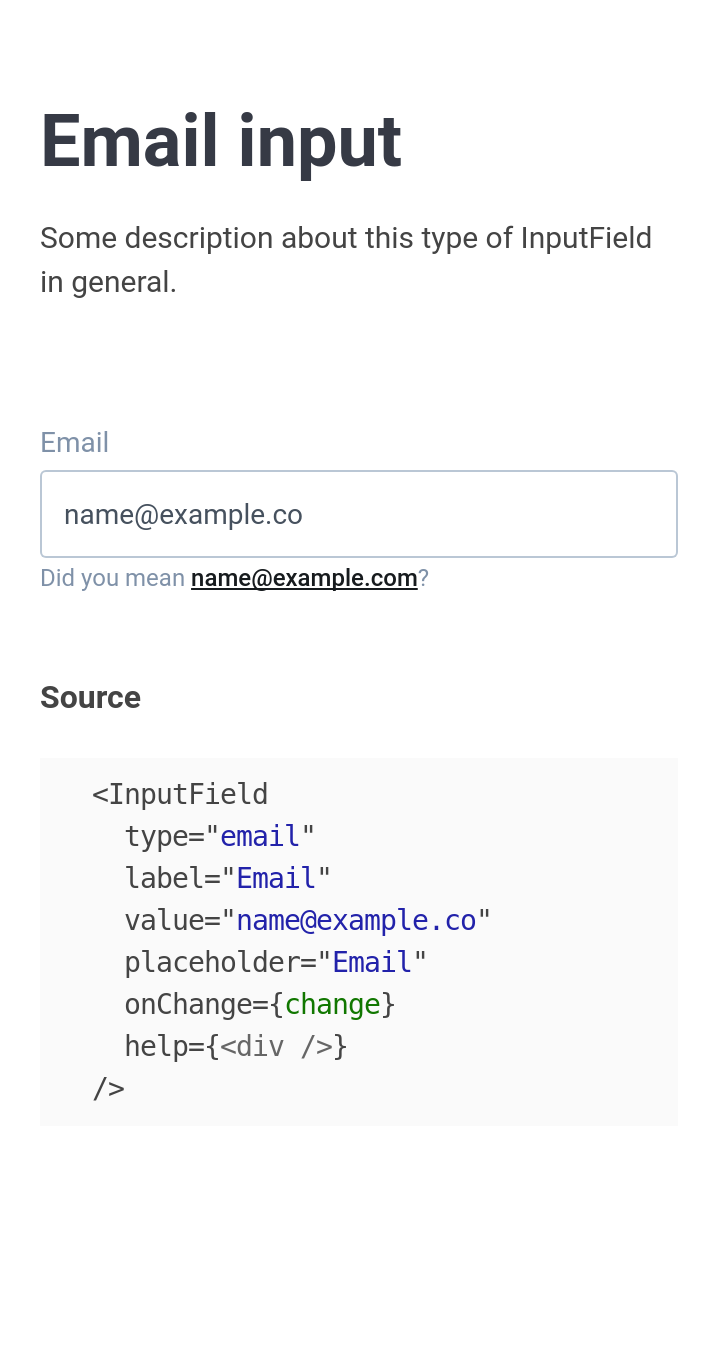 Email input
Some description about this type of InputField
in general.
Email
name@example.co
Did you mean name@example.com?
Source
<InputField
  type="email"
  label="Email"
  value="name@example.co"
  placeholder="Email"
  onChange={change}
  help={<div />}
/>